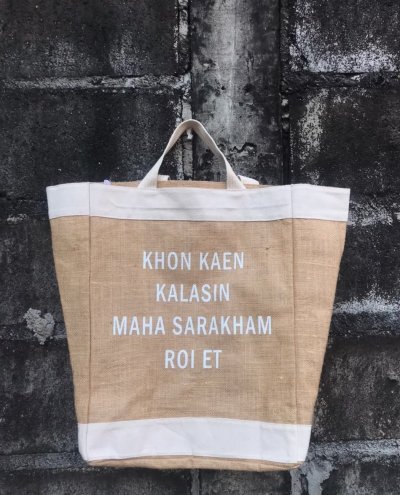 KHON KAEN
KALASIN
MAHA SARAKHAM
ROI ET